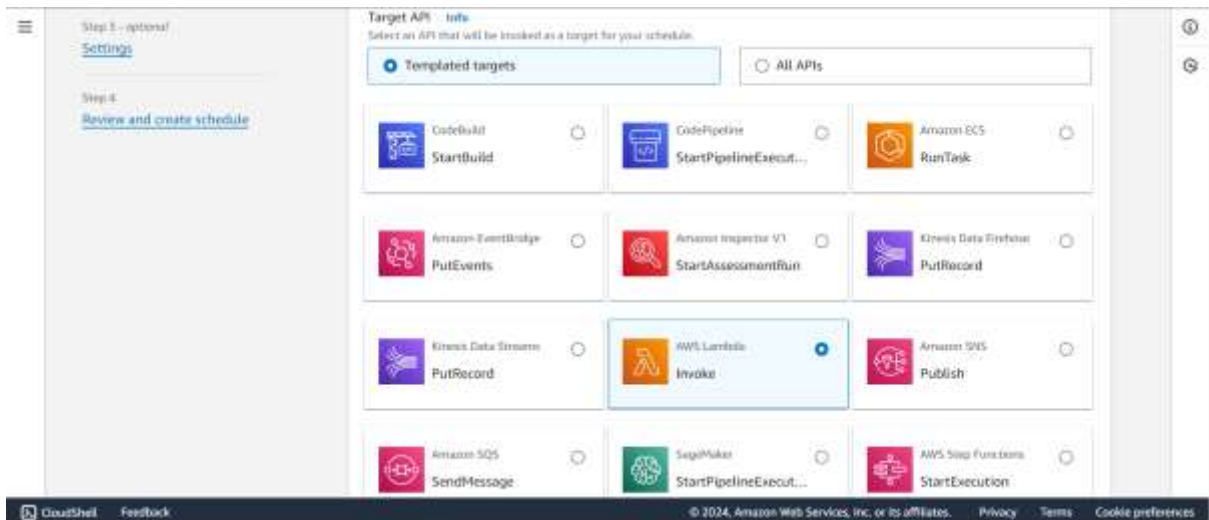 Step 3 - optional
Settings
Step 4
Review and create schedule
Target API Info
Select an API that will be invoked as a target for your schedule.
Templated targets
All APIs
CodeBuild
StartBuild
CodePipeline
StartPipelineExecut...
Amazon ECS
RunTask
Amazon EventBridge
PutEvents
Amazon Inspector V1
StartAssessmentRun
Kinesis Data Firehose
PutRecord
Kinesis Data Streams
PutRecord
AWS Lambda
Invoke
Amazon SNS
Publish
Amazon SQS
SendMessage
SageMaker
StartPipelineExecut...
AWS Step Functions
StartExecution
CloudShell Feedback © 2024, Amazon Web Services, Inc. or its affiliates. Privacy Terms Cookie preferences